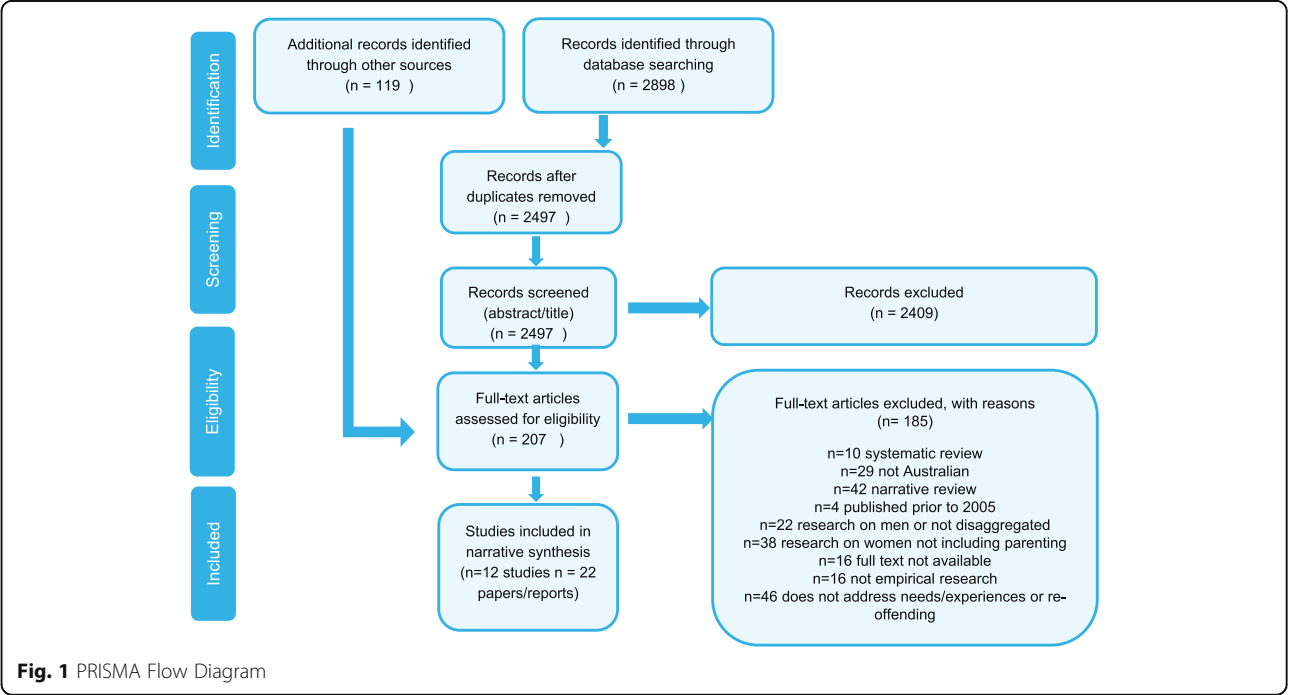 Identification
Additional records identified
through other sources
(n = 119 )
Records identified through
database searching
(n = 2898 )
Records after
duplicates removed
(n = 2497 )
Screening
Records screened
(abstract/title)
(n = 2497 )
Records excluded
(n = 2409)
Eligibility
Full-text articles
assessed for eligibility
(n = 207 )
Full-text articles excluded, with reasons
(n= 185)
n=10 systematic review
n=29 not Australian
n=42 narrative review
n=4 published prior to 2005
n=22 research on men or not disaggregated
n=38 research on women not including parenting
n=16 full text not available
n=16 not empirical research
n=46 does not address needs/experiences or re-
offending
Included
Studies included in
narrative synthesis
(n=12 studies n = 22
papers/reports)
Fig. 1 PRISMA Flow Diagram